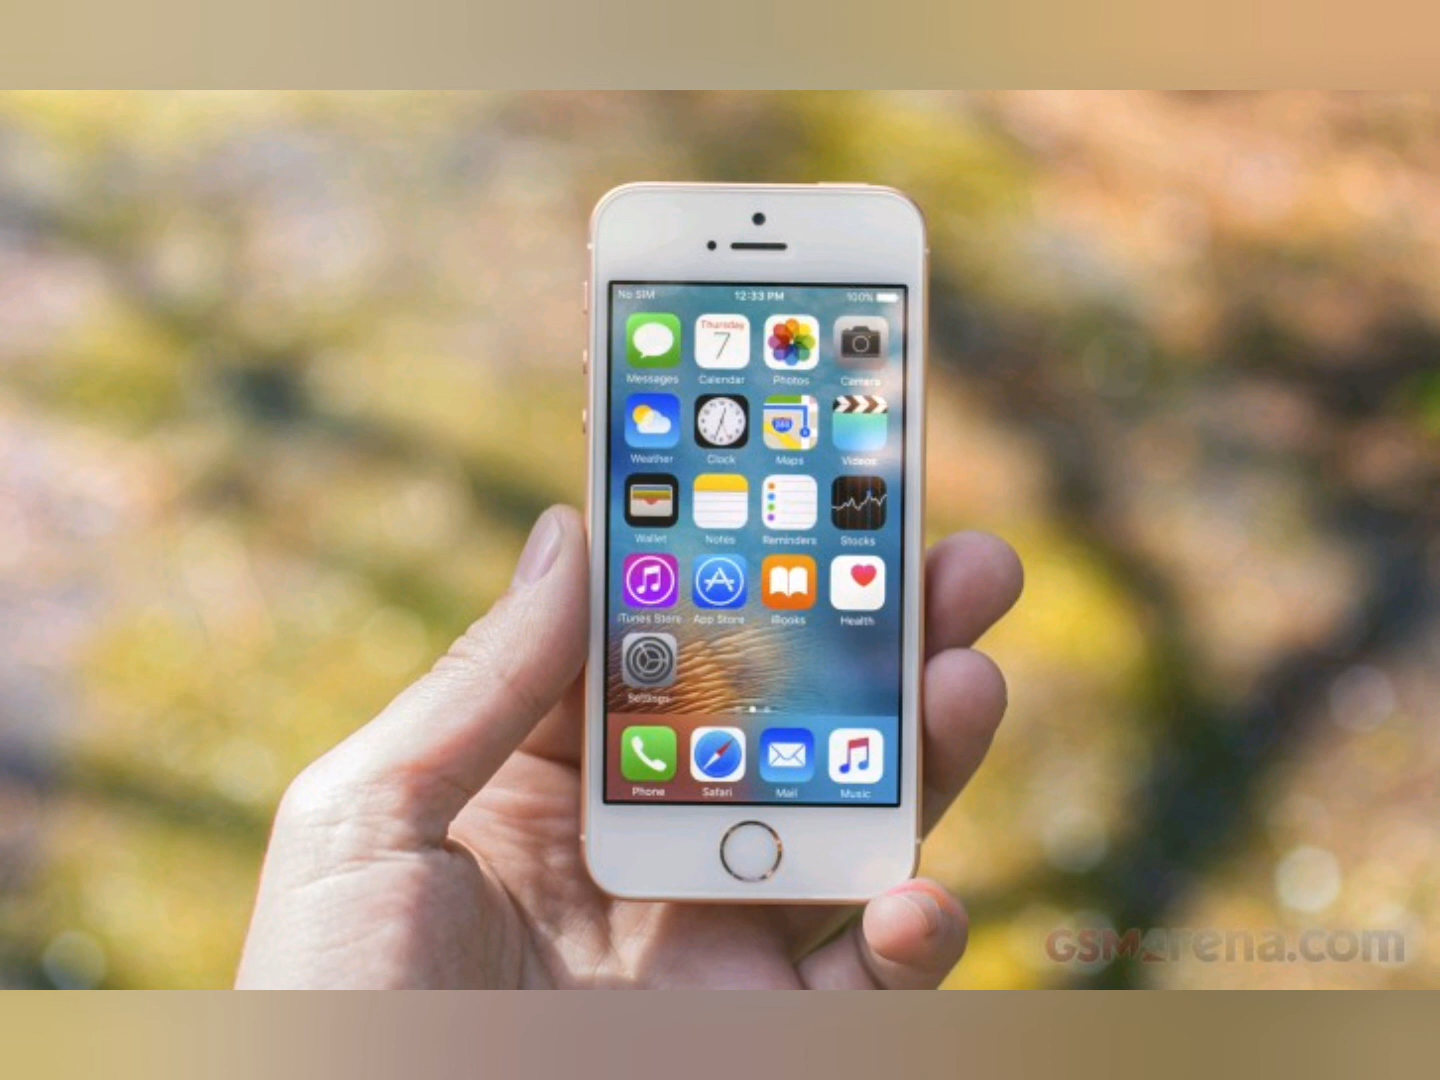 No SIM 12:33 PM 100%
Thursday
7
Messages Calendar Photos Camera
280
Weather Clock Maps Videos
Wallet Notes Reminders Stocks
iTunes Store App Store iBooks Health
Settings
Phone Safari Mail Music
GSMarena.com